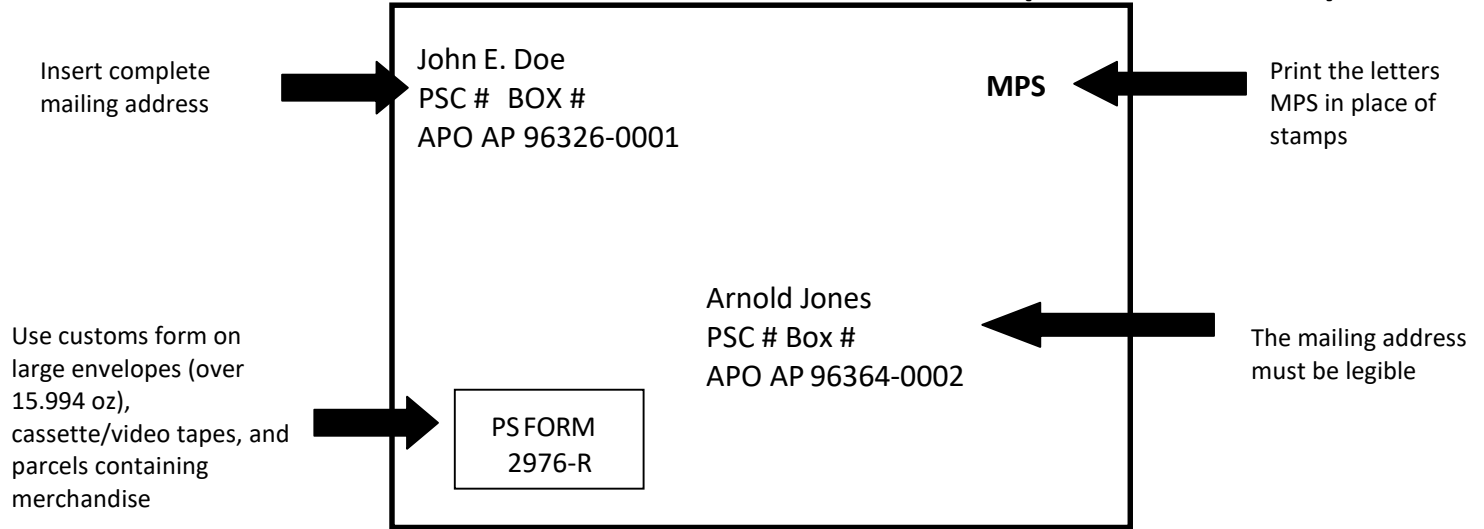 Insert complete
mailing address
John E. Doe
PSC # BOX #
APO AP 96326-0001
MPS
Print the letters
MPS in place of
stamps
Arnold Jones
PSC # Box #
APO AP 96364-0002
The mailing address
must be legible
Use customs form on
large envelopes (over
15.994 oz),
cassette/video tapes, and
parcels containing
merchandise
PS FORM
2976-R